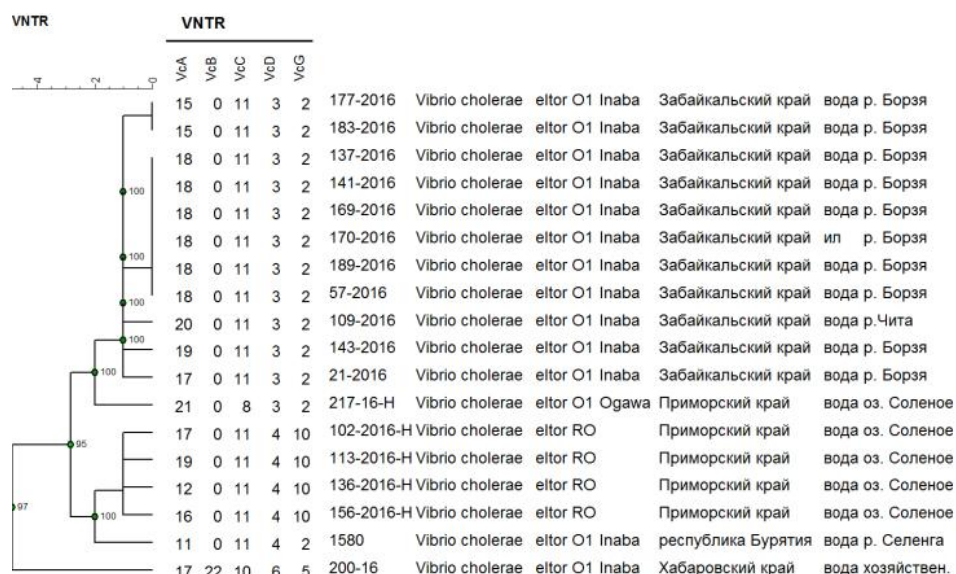 VNTR VNTR
VcA VcB VcC VcD VcG
-4 -2 0
15 0 11 3 2 177-2016 Vibrio cholerae eltor O1 Inaba Забайкальский край вода р. Борзя
15 0 11 3 2 183-2016 Vibrio cholerae eltor O1 Inaba Забайкальский край вода р. Борзя
18 0 11 3 2 137-2016 Vibrio cholerae eltor O1 Inaba Забайкальский край вода р. Борзя
18 0 11 3 2 141-2016 Vibrio cholerae eltor O1 Inaba Забайкальский край вода р. Борзя
100
18 0 11 3 2 169-2016 Vibrio cholerae eltor O1 Inaba Забайкальский край вода р. Борзя
18 0 11 3 2 170-2016 Vibrio cholerae eltor O1 Inaba Забайкальский край ил р. Борзя
100
18 0 11 3 2 189-2016 Vibrio cholerae eltor O1 Inaba Забайкальский край вода р. Борзя
18 0 11 3 2 57-2016 Vibrio cholerae eltor O1 Inaba Забайкальский край вода р. Борзя
100
20 0 11 3 2 109-2016 Vibrio cholerae eltor O1 Inaba Забайкальский край вода р.Чита
100
19 0 11 3 2 143-2016 Vibrio cholerae eltor O1 Inaba Забайкальский край вода р. Борзя
100
17 0 11 3 2 21-2016 Vibrio cholerae eltor O1 Inaba Забайкальский край вода р. Борзя
21 0 8 3 2 217-16-H Vibrio cholerae eltor O1 Ogawa Приморский край вода оз. Соленое
17 0 11 4 10 102-2016-H Vibrio cholerae eltor RO Приморский край вода оз. Соленое
95
19 0 11 4 10 113-2016-H Vibrio cholerae eltor RO Приморский край вода оз. Соленое
12 0 11 4 10 136-2016-H Vibrio cholerae eltor RO Приморский край вода оз. Соленое
97
100
16 0 11 4 10 156-2016-H Vibrio cholerae eltor RO Приморский край вода оз. Соленое
11 0 11 4 2 1580 Vibrio cholerae eltor O1 Inaba республика Бурятия вода р. Селенга
17 22 10 6 5 200-16 Vibrio cholerae eltor O1 Inaba Хабаровский край вода хозяйствен.